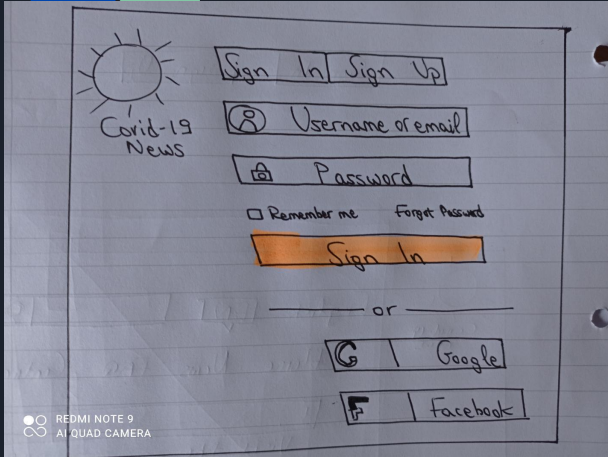 Sign In Sign Up
Covid-19
News
Username or email
Password
Remember me Forget Password
Sign In
or
G Google
F Facebook
REDMI NOTE 9
AI QUAD CAMERA